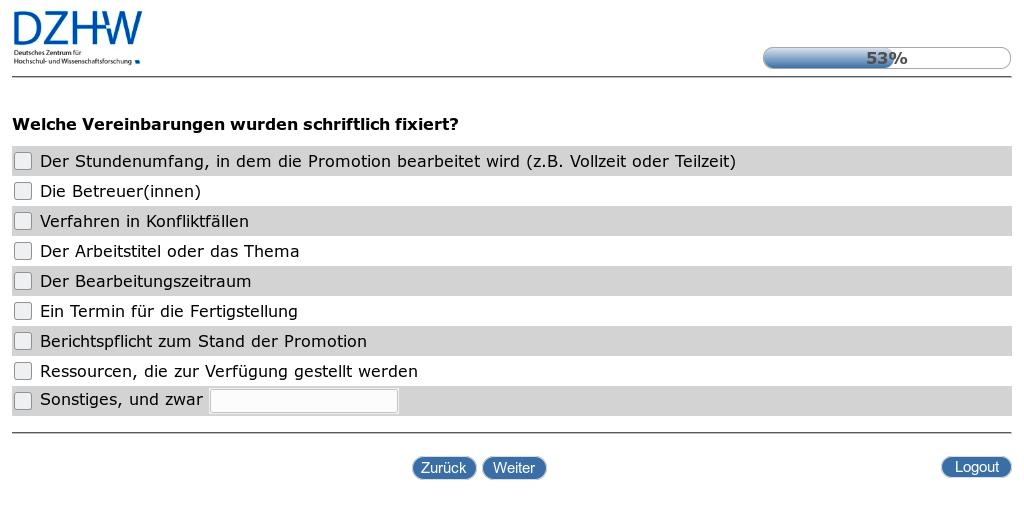 DZHW
Deutsches Zentrum für
Hochschul- und Wissenschaftsforschung
53%
Welche Vereinbarungen wurden schriftlich fixiert?
Der Stundenumfang, in dem die Promotion bearbeitet wird (z.B. Vollzeit oder Teilzeit)
Die Betreuer(innen)
Verfahren in Konfliktfällen
Der Arbeitstitel oder das Thema
Der Bearbeitungszeitraum
Ein Termin für die Fertigstellung
Berichtspflicht zum Stand der Promotion
Ressourcen, die zur Verfügung gestellt werden
Sonstiges, und zwar
Zurück Weiter Logout